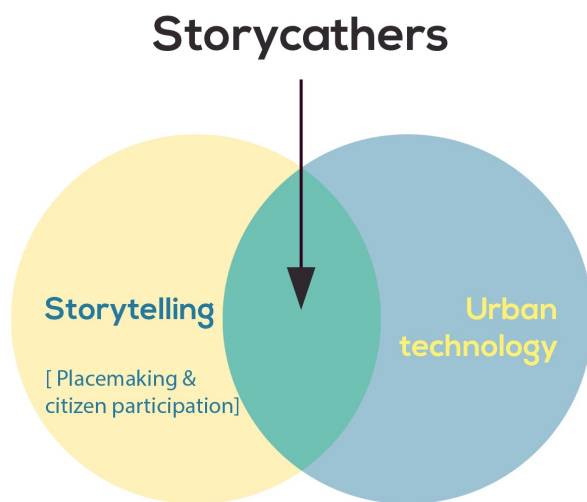 Storycathers
Storytelling
[ Placemaking &
citizen participation]
Urban
technology